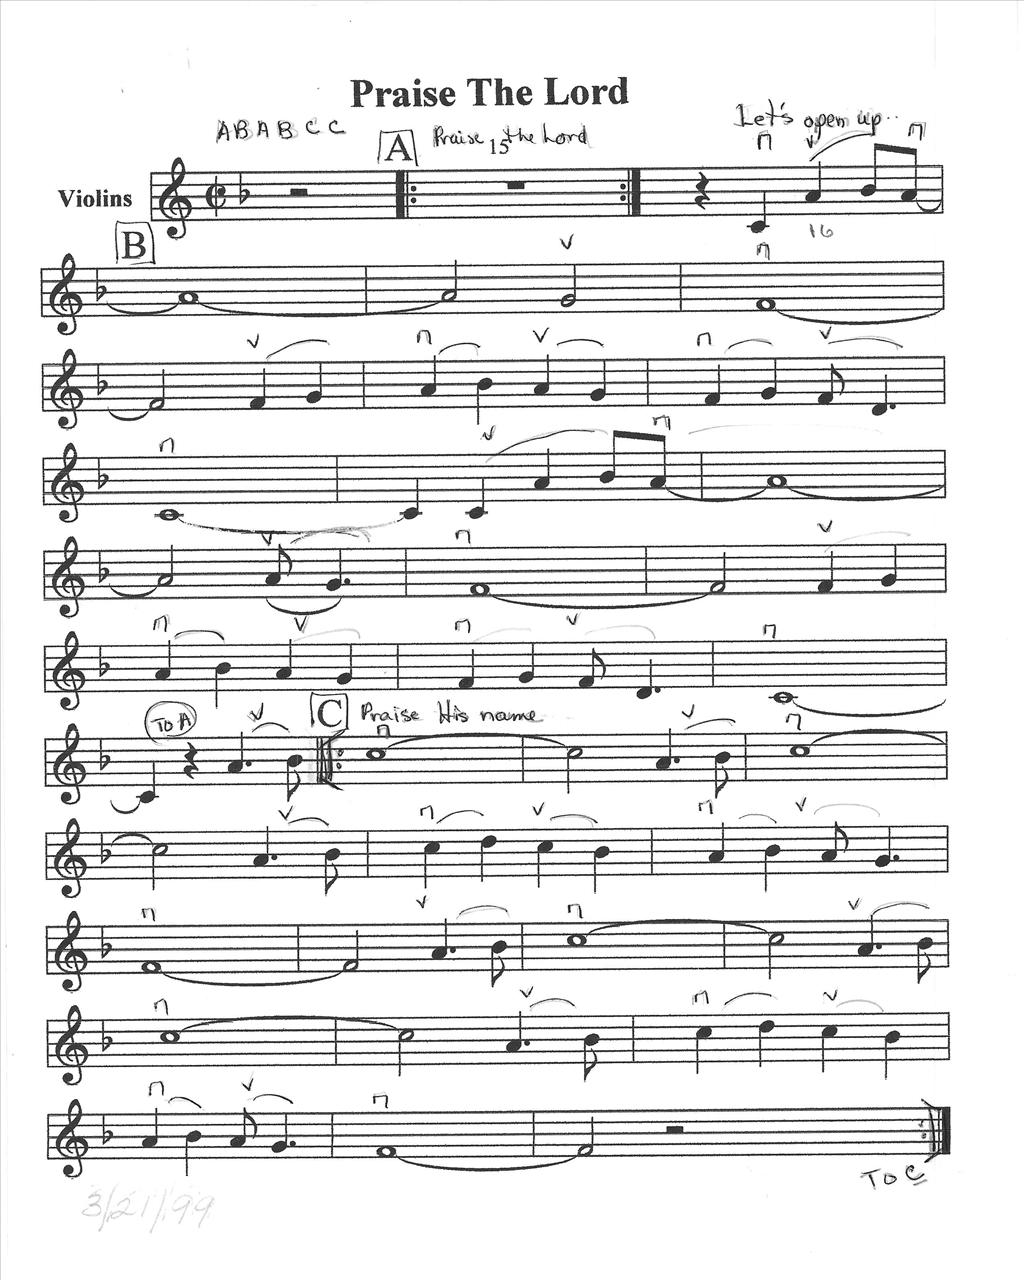 Praise The Lord
A B A B C C
A
Praise the Lord
15
Let's open up..
Violins
16
B
To A
C
Praise His name
TO C
3/21/99